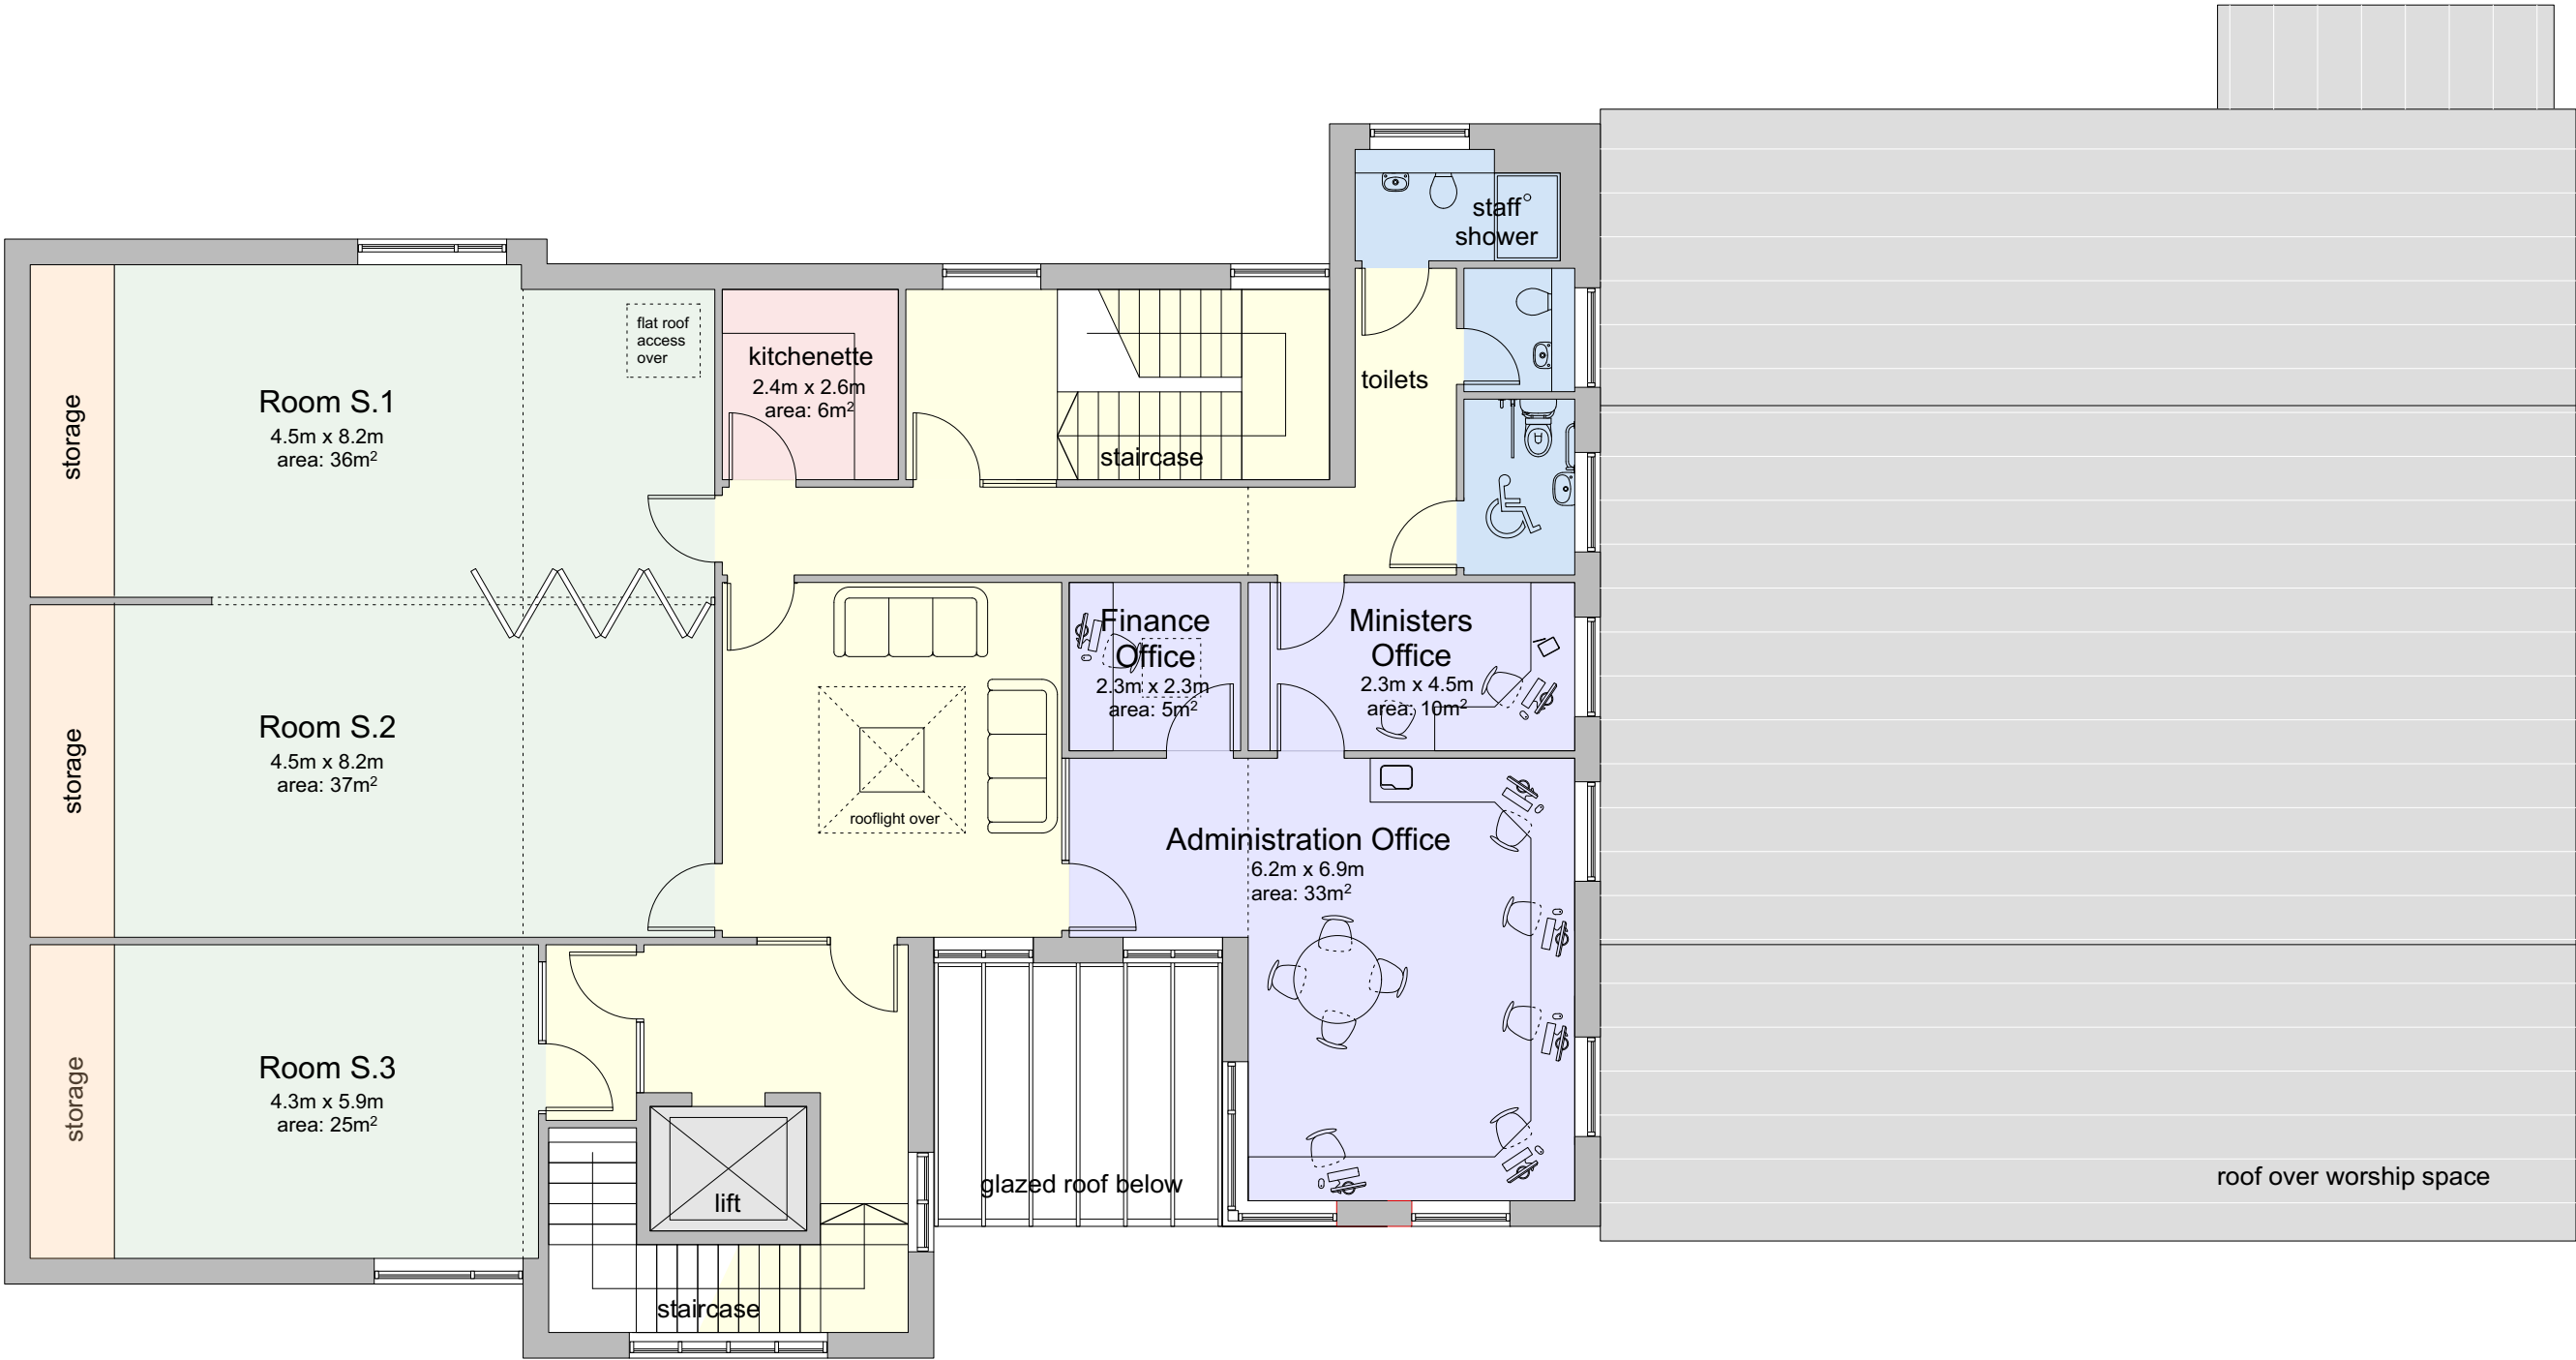 staff
shower
flat roof
access
over
kitchenette
2.4m x 2.6m
area: 6m²
toilets
staircase
storage
Room S.1
4.5m x 8.2m
area: 36m²
Finance
Office
2.3m x 2.3m
area: 5m²
Ministers
Office
2.3m x 4.5m
area: 10m²
storage
Room S.2
4.5m x 8.2m
area: 37m²
rooflight over
Administration Office
6.2m x 6.9m
area: 33m²
storage
Room S.3
4.3m x 5.9m
area: 25m²
lift
glazed roof below
roof over worship space
staircase